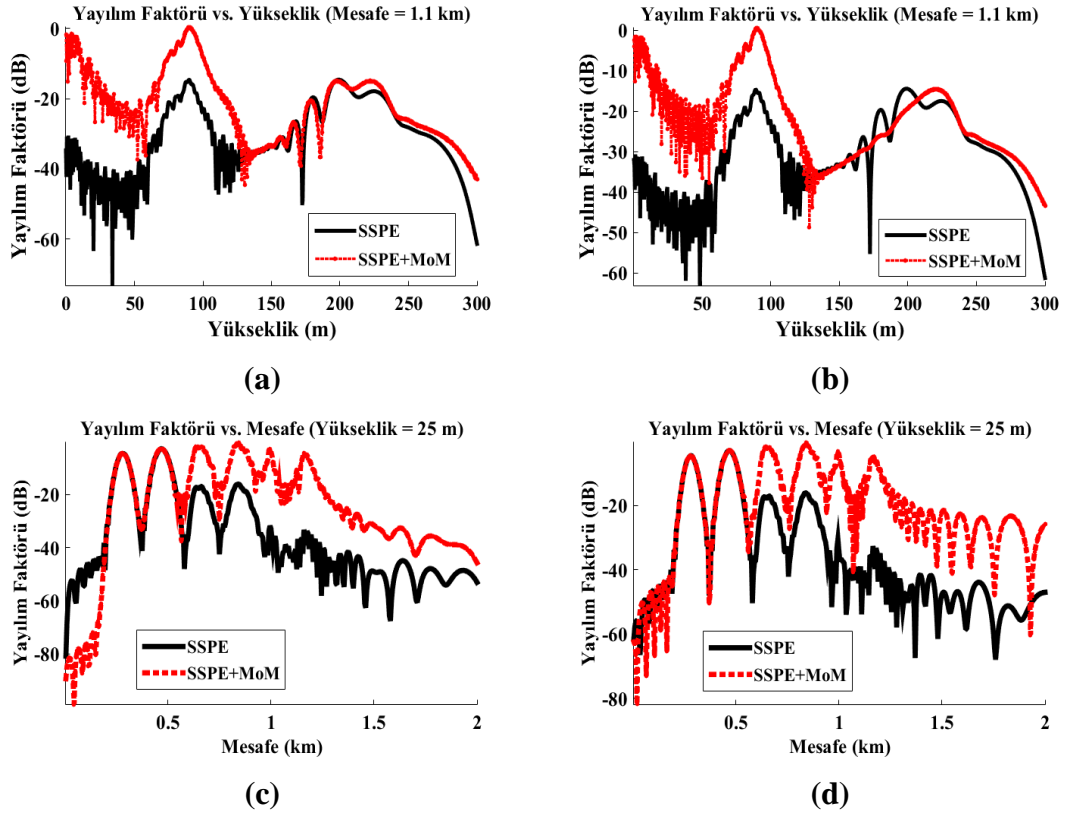 Yayılım Faktörü vs. Yükseklik (Mesafe = 1.1 km)
Yayılım Faktörü (dB)
0
-20
-40
-60
SSPE
SSPE+MoM
0 50 100 150 200 250 300
Yükseklik (m)
(a)
Yayılım Faktörü vs. Yükseklik (Mesafe = 1.1 km)
Yayılım Faktörü (dB)
0
-10
-20
-30
-40
-50
-60
SSPE
SSPE+MoM
50 100 150 200 250 300
Yükseklik (m)
(b)
Yayılım Faktörü vs. Mesafe (Yükseklik = 25 m)
Yayılım Faktörü (dB)
-20
-40
-60
-80
SSPE
SSPE+MoM
0.5 1 1.5 2
Mesafe (km)
(c)
Yayılım Faktörü vs. Mesafe (Yükseklik = 25 m)
Yayılım Faktörü (dB)
-20
-40
-60
-80
SSPE
SSPE+MoM
0.5 1 1.5 2
Mesafe (km)
(d)